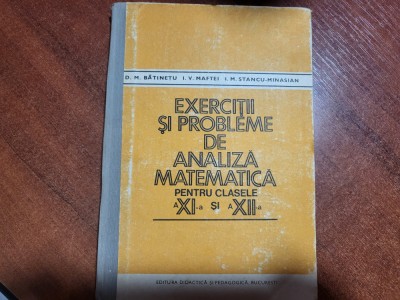 D. M. BĂTINEȚU I. V. MAFTEI I. M. STANCU-MINASIAN
EXERCIȚII
ȘI PROBLEME
DE
ANALIZĂ
MATEMATICĂ
PENTRU CLASELE
A XI-a ȘI A XII-a
EDITURA DIDACTICĂ ȘI PEDAGOGICĂ, BUCUREȘTI